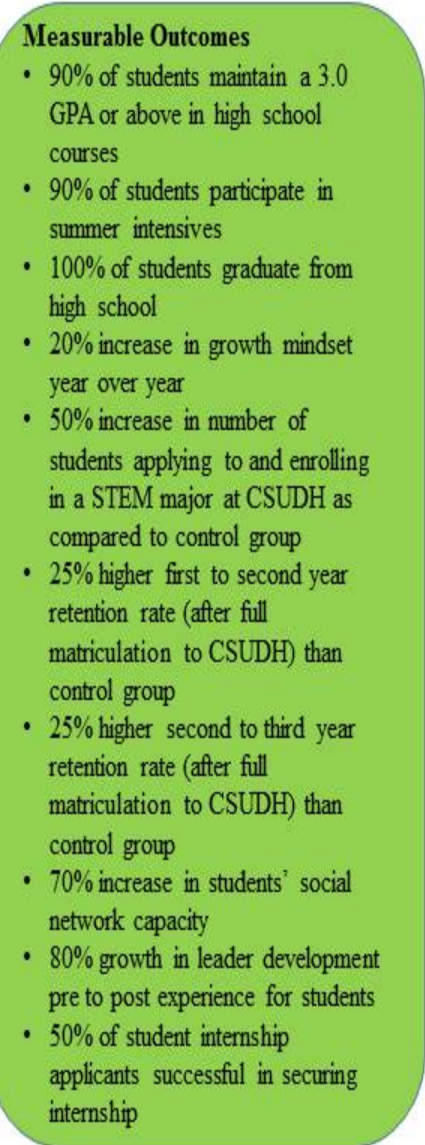 Measurable Outcomes
• 90% of students maintain a 3.0
GPA or above in high school
courses
• 90% of students participate in
summer intensives
• 100% of students graduate from
high school
• 20% increase in growth mindset
year over year
• 50% increase in number of
students applying to and enrolling
in a STEM major at CSUDH as
compared to control group
• 25% higher first to second year
retention rate (after full
matriculation to CSUDH) than
control group
• 25% higher second to third year
retention rate (after full
matriculation to CSUDH) than
control group
• 70% increase in students’ social
network capacity
• 80% growth in leader development
pre to post experience for students
• 50% of student internship
applicants successful in securing
internship